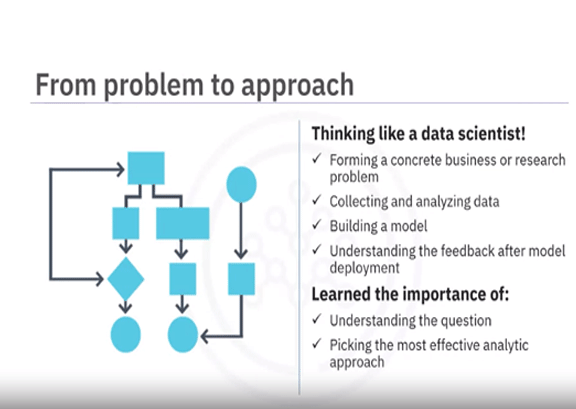 From problem to approach
Thinking like a data scientist!
✓ Forming a concrete business or research
problem
✓ Collecting and analyzing data
✓ Building a model
✓ Understanding the feedback after model
deployment
Learned the importance of:
✓ Understanding the question
✓ Picking the most effective analytic
approach